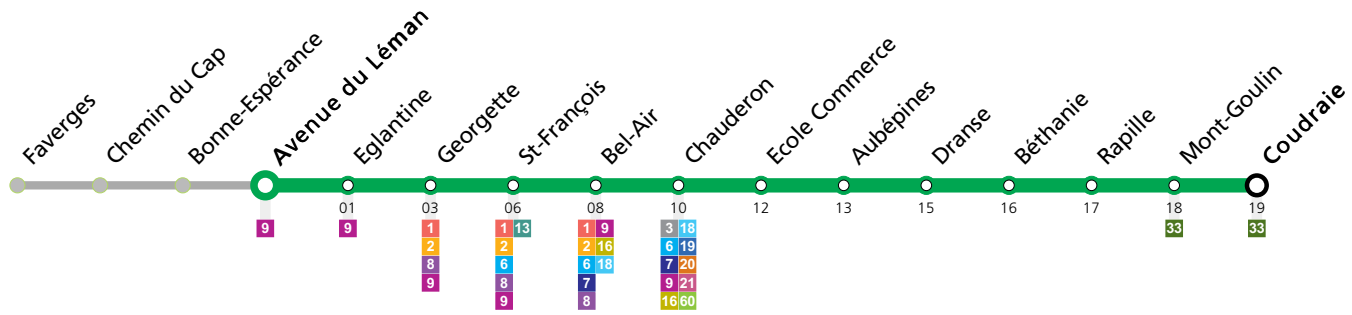 Faverges
Chemin du Cap
Bonne-Espérance
Avenue du Léman
Eglantine
Georgette
St-François
Bel-Air
Chauderon
Ecole Commerce
Aubépines
Dranse
Béthanie
Rapille
Mont-Goulin
Coudraie
01 03 06 08 10 12 13 15 16 17 18 19
9 9 1 1 13 1 9 3 18 33 33
2 2 2 16 6 19
8 6 6 18 7 20
9 8 7 9 21
9 8 16 60